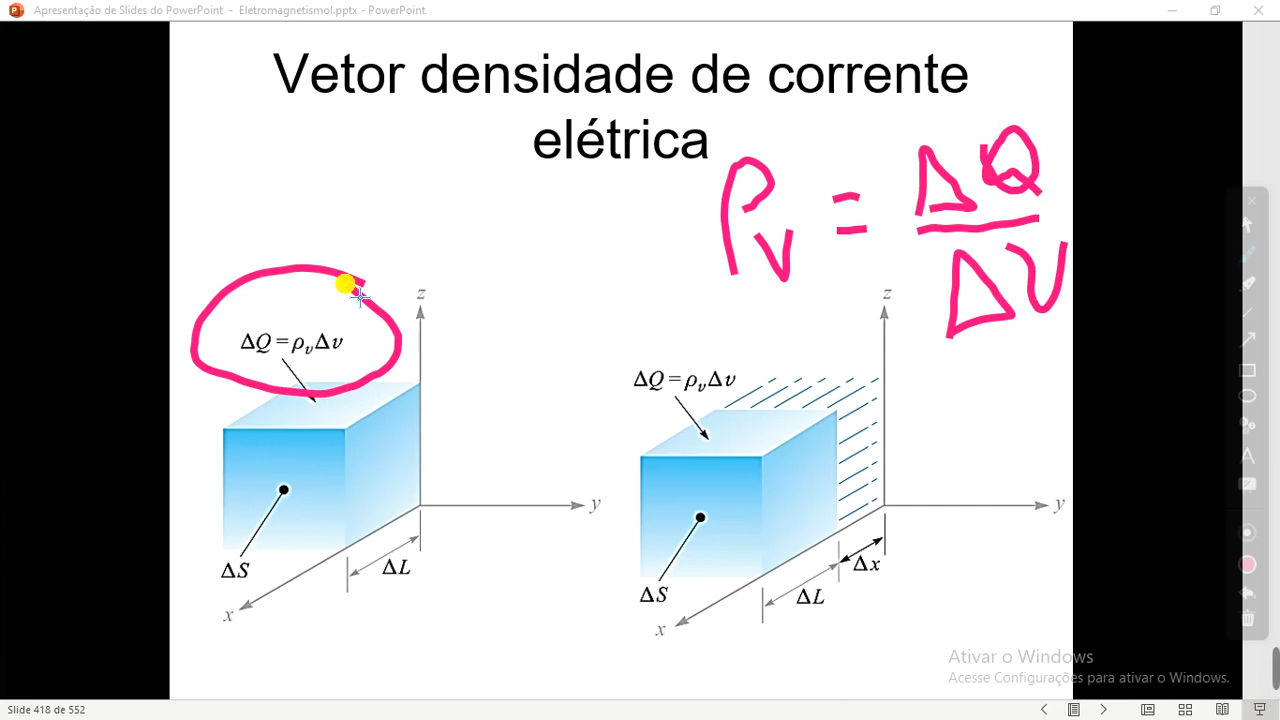 Apresentação de Slides do PowerPoint - Eletromagnetismol.pptx - PowerPoint
Vetor densidade de corrente
elétrica
ρv = ΔQ
ΔV
z
z
ΔQ = ρvΔv
ΔQ = ρvΔv
y
y
ΔS
ΔL
Δx
x
ΔS
ΔL
x
Ativar o Windows
Acesse Configurações para ativar o Windows.
Slide 418 de 552